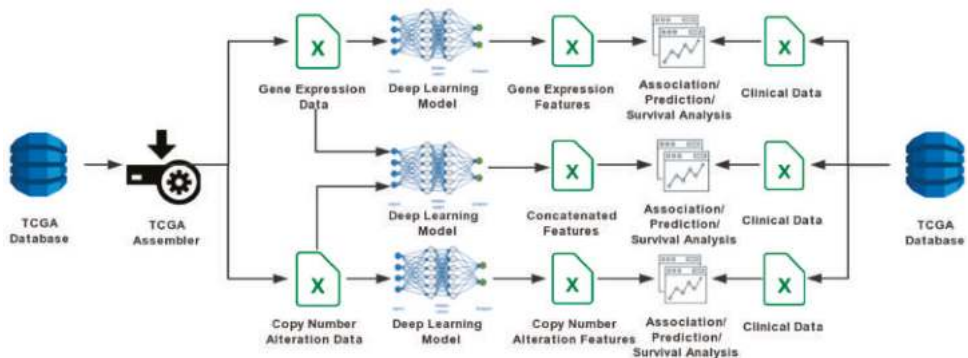 X
X
X
Gene Expression
Data
Deep Learning
Model
Gene Expression
Features
Association/
Prediction/
Survival Analysis
Clinical Data
X
X
TCGA
Database
TCGA
Assembler
Deep Learning
Model
Concatenated
Features
Association/
Prediction/
Survival Analysis
Clinical Data
TCGA
Database
X
X
X
Copy Number
Alteration Data
Deep Learning
Model
Copy Number
Alteration Features
Association/
Prediction/
Survival Analysis
Clinical Data